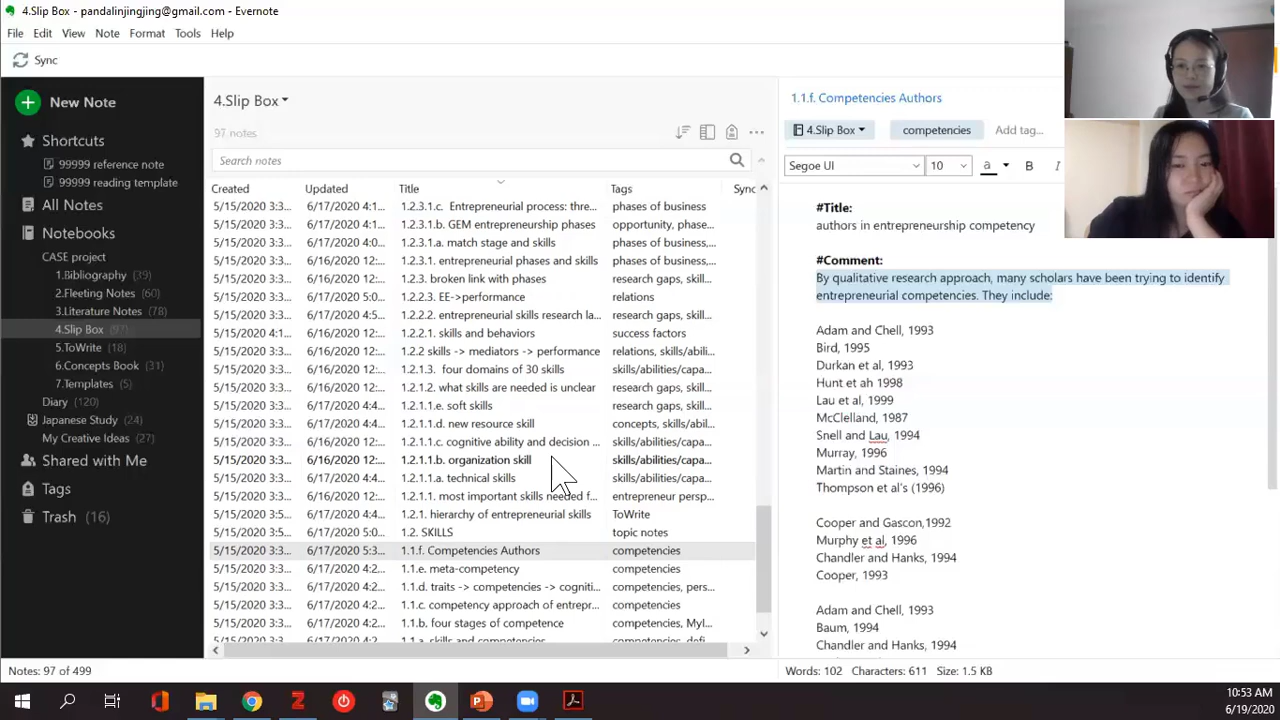 4.Slip Box - pandalinjingjing@gmail.com - Evernote
File Edit View Note Format Tools Help
Sync
New Note
Shortcuts
99999 reference note
99999 reading template
All Notes
Notebooks
CASE project
1.Bibliography (39)
2.Fleeting Notes (60)
3.Literature Notes (78)
4.Slip Box (97)
5.ToWrite (18)
6.Concepts Book (31)
7.Templates (5)
Diary (120)
Japanese Study (24)
My Creative Ideas (27)
Shared with Me
Tags
Trash (16)
4.Slip Box
97 notes
Search notes
Created Updated Title Tags Sync
5/15/2020 3:3... 6/17/2020 4:1... 1.2.3.1.c. Entrepreneurial process: thre... phases of business
5/15/2020 3:3... 6/17/2020 4:2... 1.2.3.1.b. GEM entrepreneurship phases opportunity, phase...
5/15/2020 3:3... 6/17/2020 4:0... 1.2.3.1.a. match stage and skills phases of business,...
5/15/2020 3:3... 6/16/2020 12:... 1.2.3.1. entrepreneurial phases and skills phases of business,...
5/15/2020 3:3... 6/16/2020 12:... 1.2.3. broken link with phases research gaps, skill...
5/15/2020 3:3... 6/17/2020 5:0... 1.2.2.3. EE->performance relations
5/15/2020 3:3... 6/17/2020 4:5... 1.2.2.2. entrepreneurial skills research la... research gaps, skill...
5/15/2020 4:1... 6/16/2020 12:... 1.2.2.1. skills and behaviors success factors
5/15/2020 3:3... 6/16/2020 12:... 1.2.2 skills -> mediators -> performance relations, skills/abili...
5/15/2020 3:3... 6/16/2020 12:... 1.2.1.3. four domains of 30 skills skills/abilities/capa...
5/15/2020 3:3... 6/16/2020 12:... 1.2.1.2. what skills are needed is unclear research gaps, skill...
5/15/2020 3:3... 6/17/2020 4:4... 1.2.1.1.e. soft skills research gaps, skill...
5/15/2020 3:3... 6/17/2020 4:4... 1.2.1.1.d. new resource skill concepts, skills/abil...
5/15/2020 3:3... 6/16/2020 12:... 1.2.1.1.c. cognitive ability and decision ... skills/abilities/capa...
5/15/2020 3:3... 6/16/2020 12:... 1.2.1.1.b. organization skill skills/abilities/capa...
5/15/2020 3:3... 6/17/2020 4:4... 1.2.1.1.a. technical skills skills/abilities/capa...
5/15/2020 3:3... 6/16/2020 12:... 1.2.1.1. most important skills needed f... entrepreneur persp...
5/15/2020 3:5... 6/17/2020 4:4... 1.2.1. hierarchy of entrepreneurial skills ToWrite
5/15/2020 3:5... 6/17/2020 5:0... 1.2. SKILLS topic notes
5/15/2020 3:3... 6/17/2020 5:3... 1.1.f. Competencies Authors competencies
5/15/2020 3:3... 6/17/2020 4:2... 1.1.e. meta-competency competencies
5/15/2020 3:3... 6/17/2020 4:2... 1.1.d. traits -> competencies -> cogniti... competencies, pers...
5/15/2020 3:3... 6/17/2020 4:2... 1.1.c. competency approach of entrepr... competencies
5/15/2020 3:3... 6/17/2020 4:2... 1.1.b. four stages of competence competencies, MyI...
5/15/2020 3:3... 6/17/2020 4:2... 1.1.a. skills and competencies competencies, defi...
Notes: 97 of 499
1.1.f. Competencies Authors
4.Slip Box competencies Add tag...
Segoe UI 10 a B I
#Title:
authors in entrepreneurship competency
#Comment:
By qualitative research approach, many scholars have been trying to identify
entrepreneurial competencies. They include:
Adam and Chell, 1993
Bird, 1995
Durkan et al, 1993
Hunt et ah 1998
Lau et al, 1999
McClelland, 1987
Snell and Lau, 1994
Murray, 1996
Martin and Staines, 1994
Thompson et al's (1996)
Cooper and Gascon,1992
Murphy et al, 1996
Chandler and Hanks, 1994
Cooper, 1993
Adam and Chell, 1993
Baum, 1994
Chandler and Hanks, 1994
Words: 102 Characters: 611 Size: 1.5 KB
10:53 AM
6/19/2020